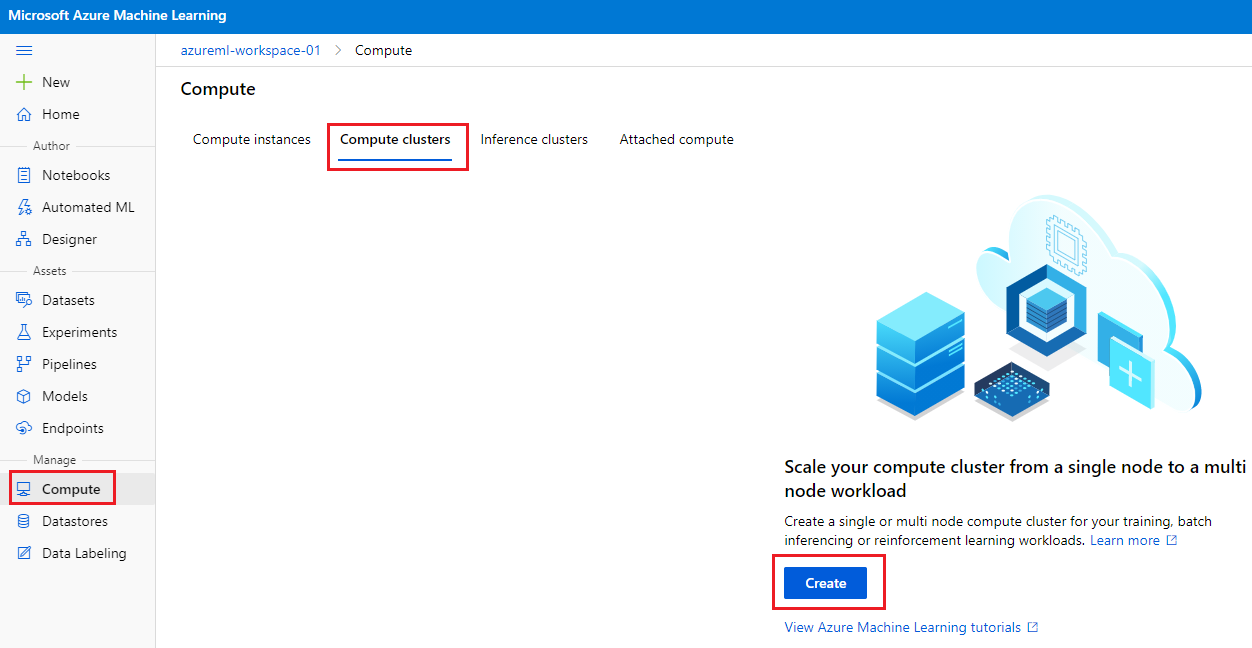 Microsoft Azure Machine Learning
azureml-workspace-01 > Compute
New
Home
Author
Notebooks
Automated ML
Designer
Assets
Datasets
Experiments
Pipelines
Models
Endpoints
Manage
Compute
Datastores
Data Labeling
Compute
Compute instances
Compute clusters
Inference clusters
Attached compute
Scale your compute cluster from a single node to a multi
node workload
Create a single or multi node compute cluster for your training, batch
inferencing or reinforcement learning workloads. Learn more
Create
View Azure Machine Learning tutorials